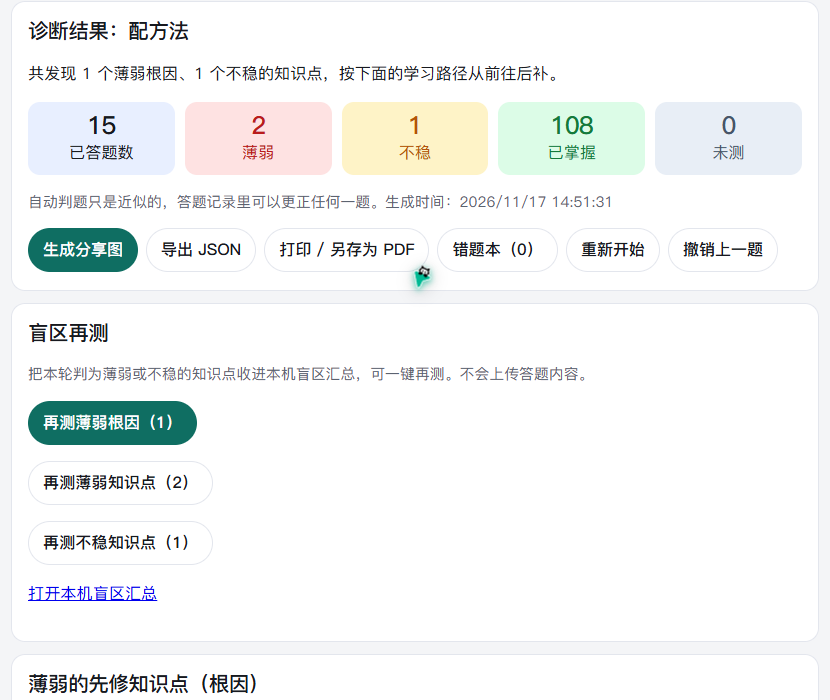 诊断结果：配方法
共发现 1 个薄弱根因、1 个不稳的知识点，按下面的学习路径从前往后补。
15
已答题数
2
薄弱
1
不稳
108
已掌握
0
未测
自动判题只是近似的，答题记录里可以更正任何一题。生成时间：2026/11/17 14:51:31
生成分享图
导出 JSON
打印 / 另存为 PDF
错题本（0）
重新开始
撤销上一题
盲区再测
把本轮判为薄弱或不稳的知识点收进本机盲区汇总，可一键再测。不会上传答题内容。
再测薄弱根因（1）
再测薄弱知识点（2）
再测不稳知识点（1）
打开本机盲区汇总
薄弱的先修知识点（根因）